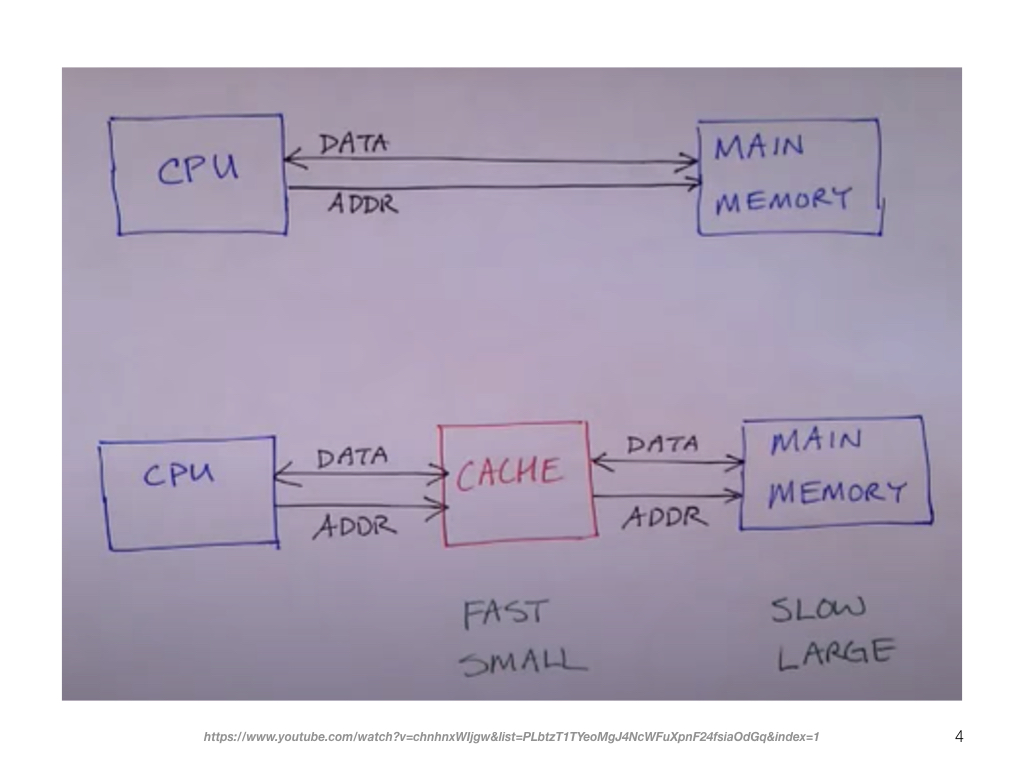 CPU
DATA
ADDR
MAIN
MEMORY
CPU
DATA
ADDR
CACHE
DATA
ADDR
MAIN
MEMORY
FAST
SMALL
SLOW
LARGE
https://www.youtube.com/watch?v=chnhnxWIjgw&list=PLbtzT1TYeoMgJ4NcWFuXpnF24fsiaOdGq&index=1
4